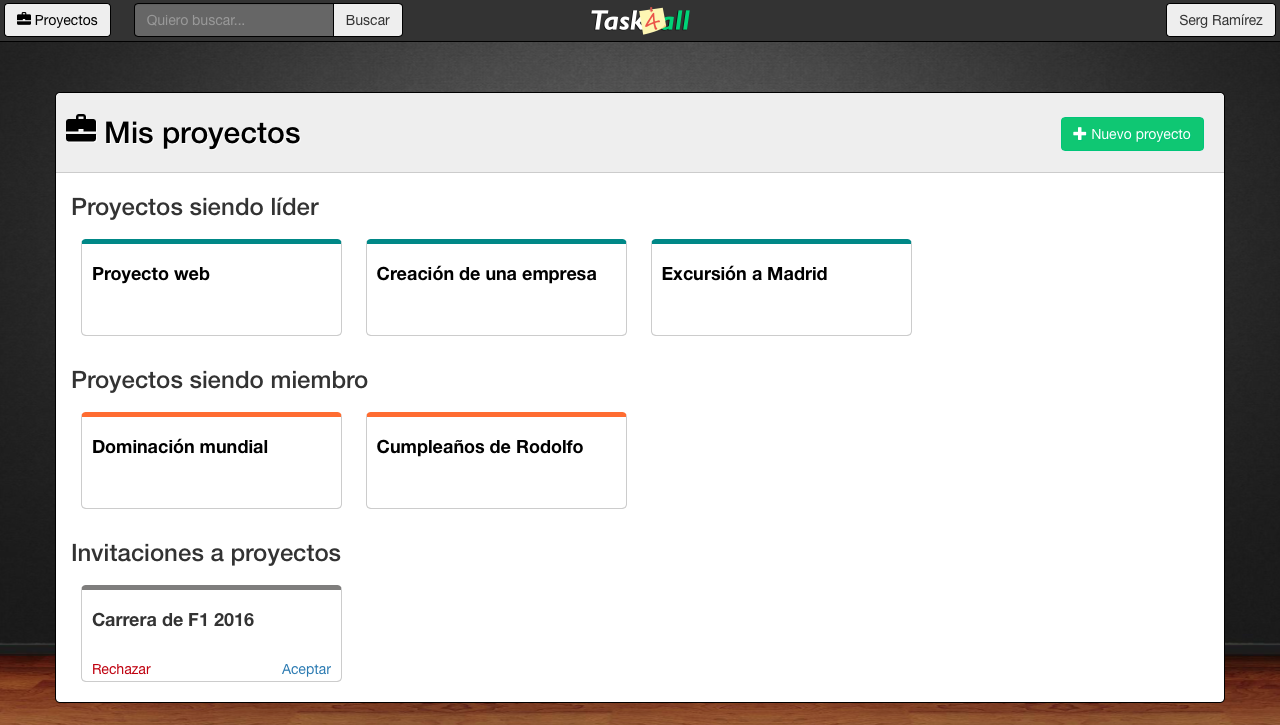 Proyectos
Quiero buscar...
Buscar
Task4all
Serg Ramírez
Mis proyectos
Nuevo proyecto
Proyectos siendo líder
Proyecto web
Creación de una empresa
Excursión a Madrid
Proyectos siendo miembro
Dominación mundial
Cumpleaños de Rodolfo
Invitaciones a proyectos
Carrera de F1 2016
Rechazar
Aceptar